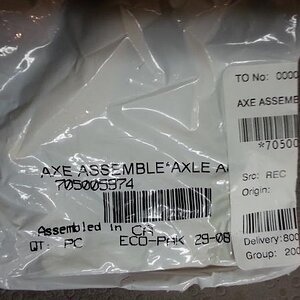 AXE ASSEMBLE*AXLE
705005574
Assembled in CA
QT: PC ECO-PAK 29-08
TO No: 0000
AXE ASSEMB
*70500
Src: REC
Origin:
Delivery: 800
Group: 200